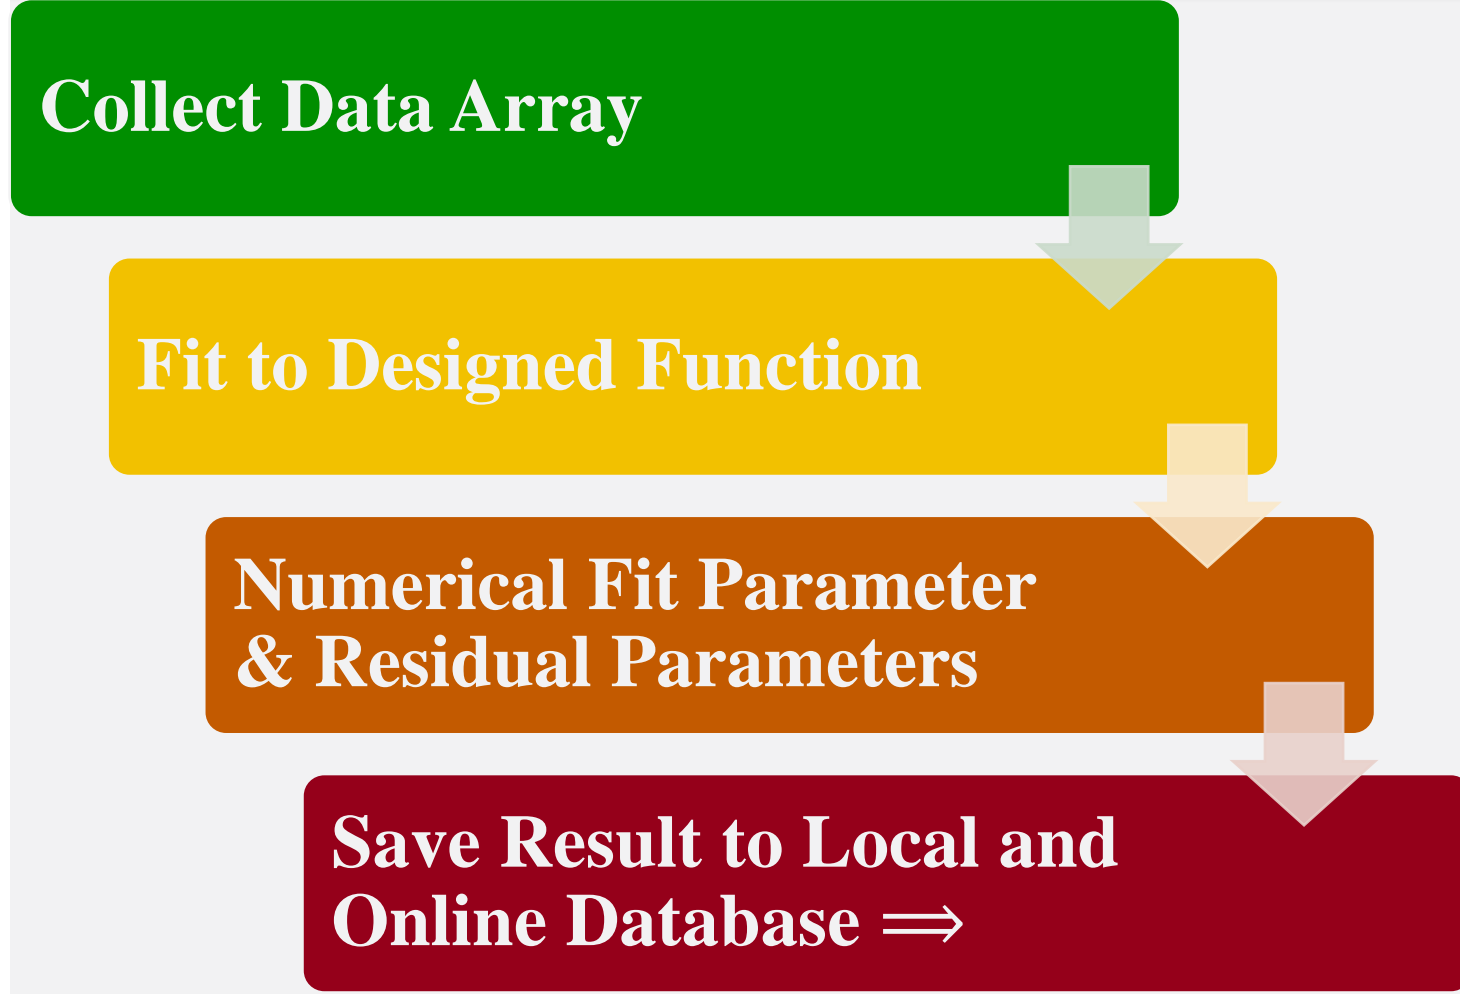 Collect Data Array
Fit to Designed Function
Numerical Fit Parameter
& Residual Parameters
Save Result to Local and
Online Database ⟹